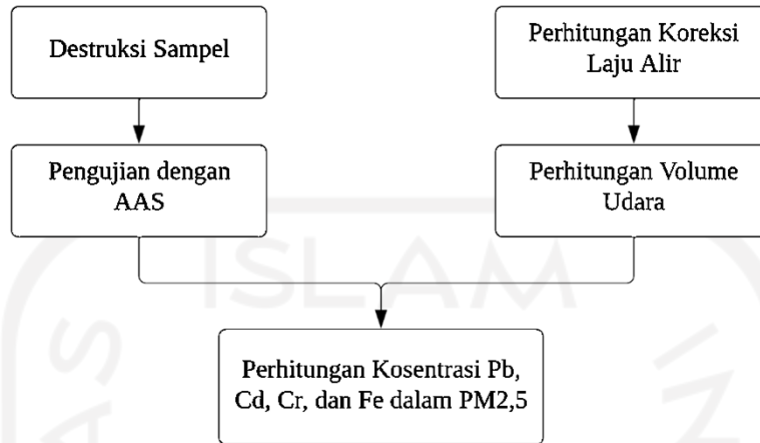 Destruksi Sampel
Perhitungan Koreksi
Laju Alir
Pengujian dengan
AAS
Perhitungan Volume
Udara
ISLAM
Perhitungan Kosentrasi Pb,
Cd, Cr, dan Fe dalam PM2,5